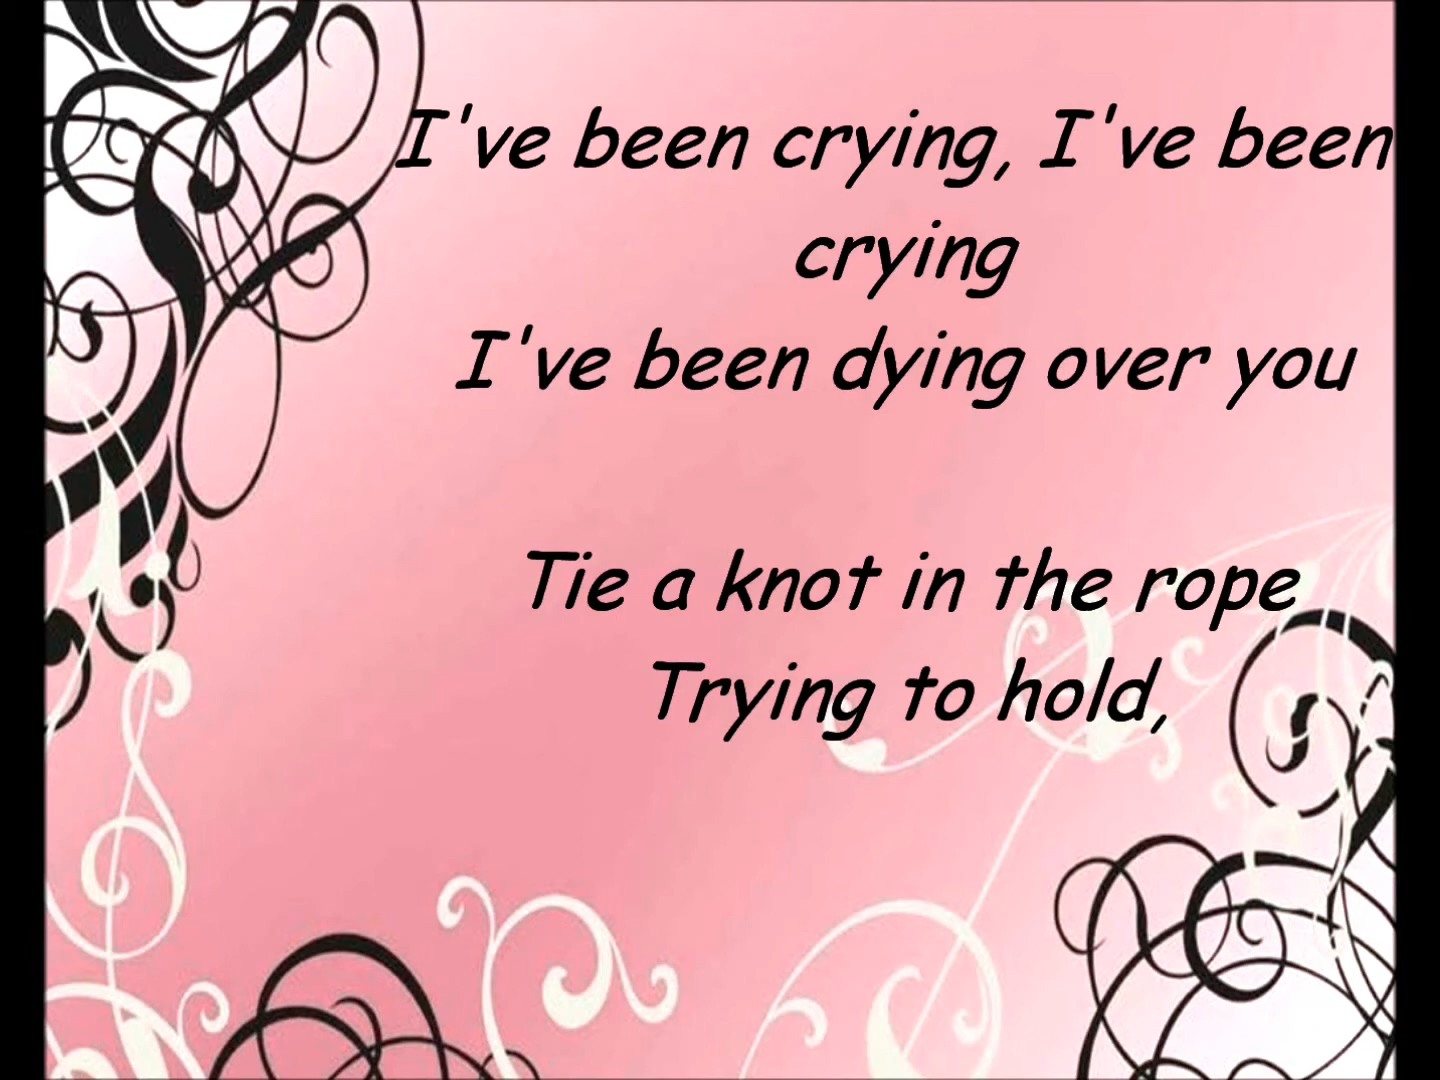 I've been crying, I've been
crying
I've been dying over you
Tie a knot in the rope
Trying to hold,